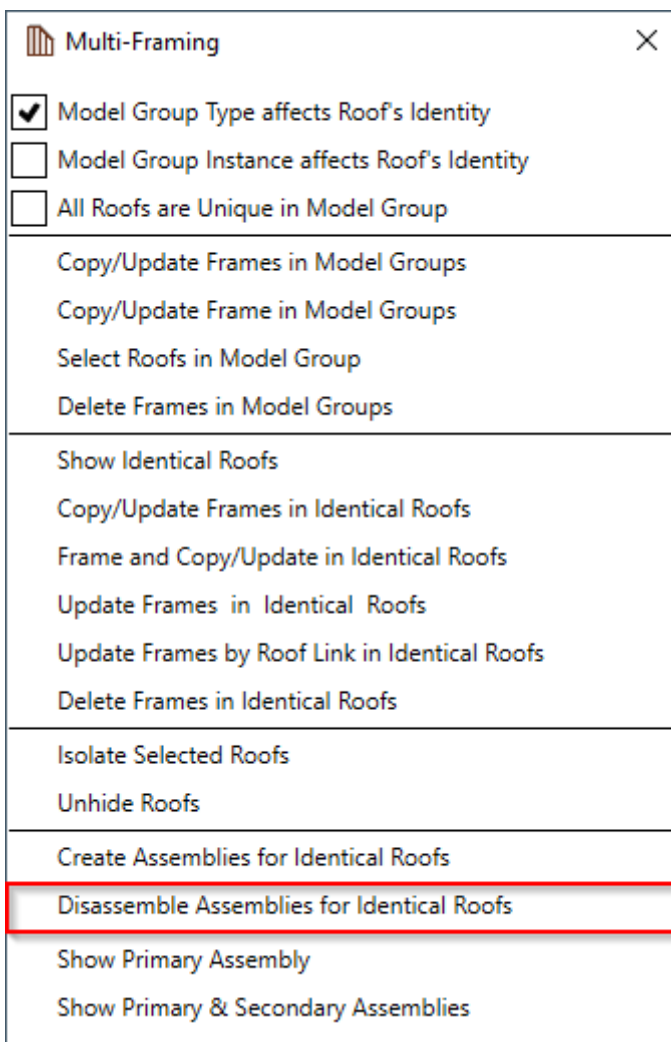 Multi-Framing
Model Group Type affects Roof's Identity
Model Group Instance affects Roof's Identity
All Roofs are Unique in Model Group
Copy/Update Frames in Model Groups
Copy/Update Frame in Model Groups
Select Roofs in Model Group
Delete Frames in Model Groups
Show Identical Roofs
Copy/Update Frames in Identical Roofs
Frame and Copy/Update in Identical Roofs
Update Frames in Identical Roofs
Update Frames by Roof Link in Identical Roofs
Delete Frames in Identical Roofs
Isolate Selected Roofs
Unhide Roofs
Create Assemblies for Identical Roofs
Disassemble Assemblies for Identical Roofs
Show Primary Assembly
Show Primary & Secondary Assemblies